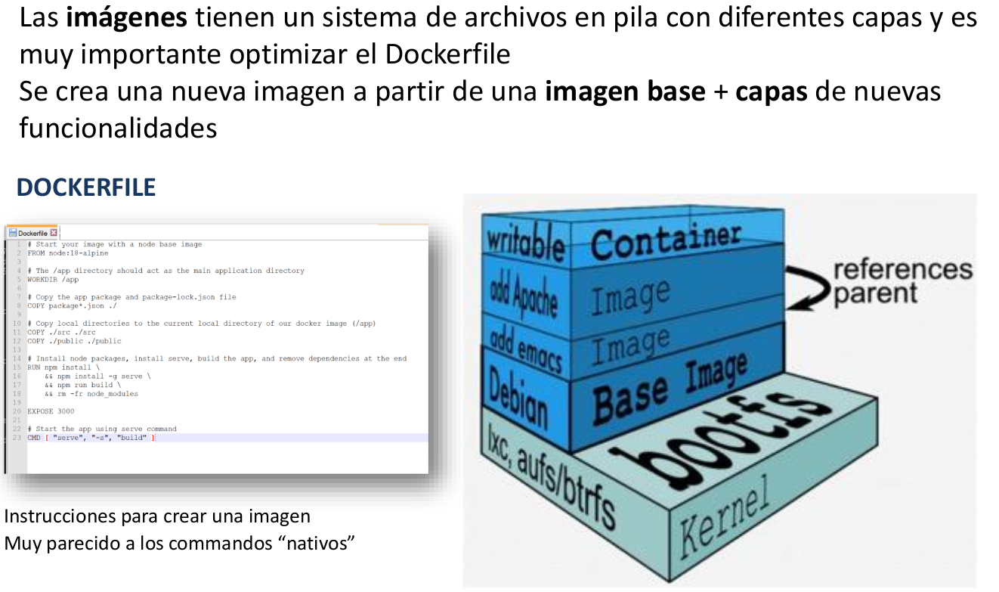 Las imágenes tienen un sistema de archivos en pila con diferentes capas y es
muy importante optimizar el Dockerfile
Se crea una nueva imagen a partir de una imagen base + capas de nuevas
funcionalidades
DOCKERFILE
Dockerfile
1 # Start your image with a node base image
2 FROM node:18-alpine
3
4 # The /app directory should act as the main application directory
5 WORKDIR /app
6
7 # Copy the app package and package-lock.json file
8 COPY package*.json ./
9
10 # Copy local directories to the current local directory of our docker image (/app)
11 COPY ./src ./src
12 COPY ./public ./public
13
14 # Install node packages, install serve, build the app, and remove dependencies at the end
15 RUN npm install \
16 && npm install -g serve \
17 && npm run build \
18 && rm -fr node_modules
19
20 EXPOSE 3000
21
22 # Start the app using serve command
23 CMD [ "serve", "-s", "build" ]
Instrucciones para crear una imagen
Muy parecido a los commandos “nativos”
writable Container
add Apache Image
add emacs Image
Debian Base Image
references
parent
lxc, aufs/btrfs
bootfs
Kernel